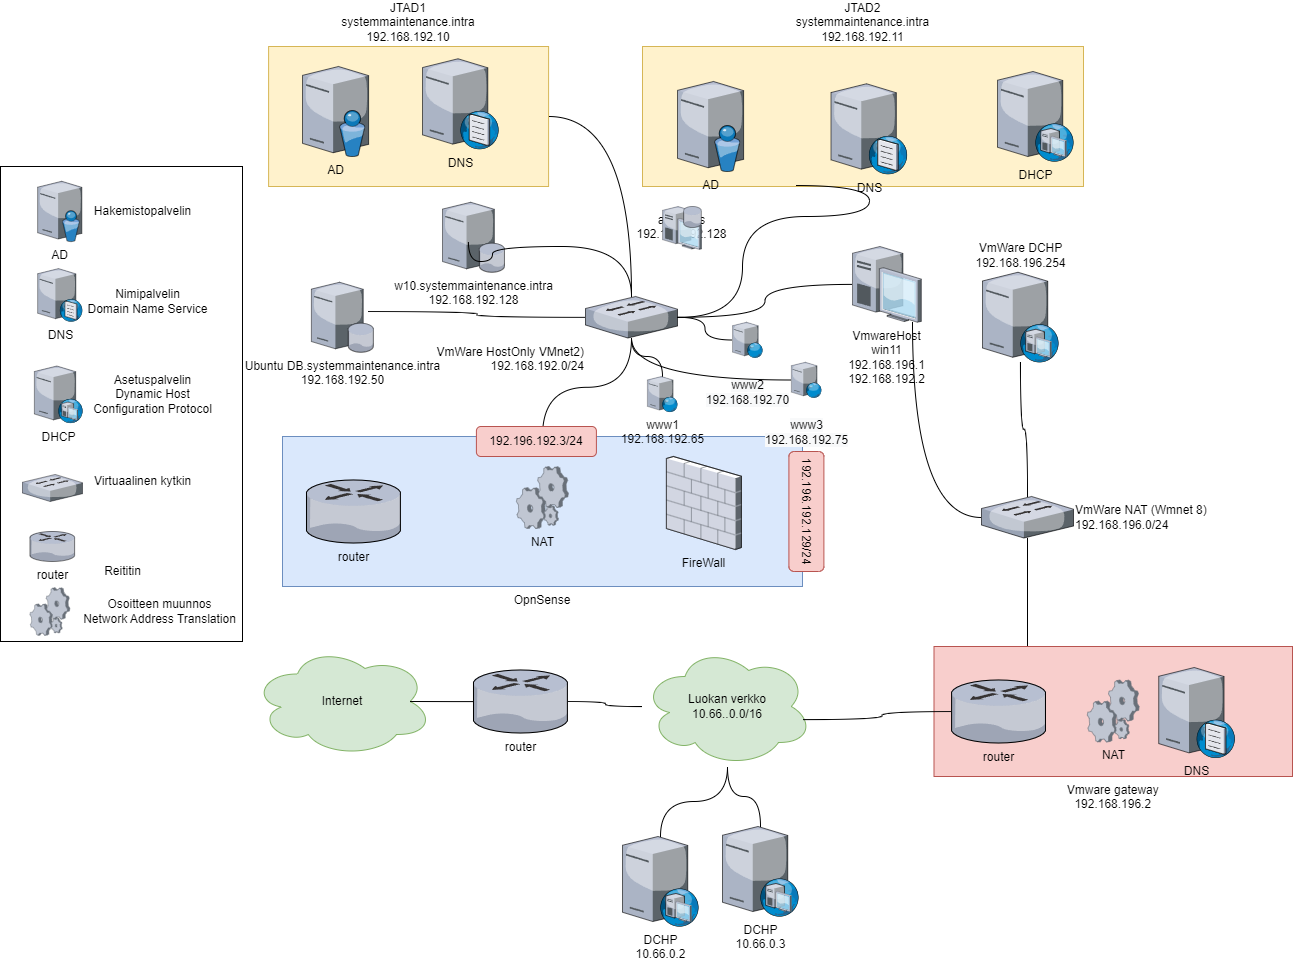 JTAD1
systemmaintenance.intra
192.168.192.10
JTAD2
systemmaintenance.intra
192.168.192.11
AD
DNS
AD
DNS
DHCP
Hakemistopalvelin
AD
Nimipalvelin
Domain Name Service
DNS
Asetuspalvelin
Dynamic Host
Configuration Protocol
DHCP
Virtuaalinen kytkin
router
Reititin
Osoitteen muunnos
Network Address Translation
w10.systemmaintenance.intra
192.168.192.128
Ubuntu DB.systemmaintenance.intra
192.168.192.50
VmWare HostOnly VMnet2)
192.168.192.0/24
VmwareHost
win11
192.168.196.1
192.168.192.2
VmWare DCHP
192.168.196.254
www2
192.168.192.70
www1
192.168.192.65
www3
192.168.192.75
192.196.192.3/24
192.196.192.129/24
router
NAT
FireWall
OpnSense
VmWare NAT (Wmnet 8)
192.168.196.0/24
Internet
router
Luokan verkko
10.66..0.0/16
router
NAT
DNS
Vmware gateway
192.168.196.2
DCHP
10.66.0.2
DCHP
10.66.0.3